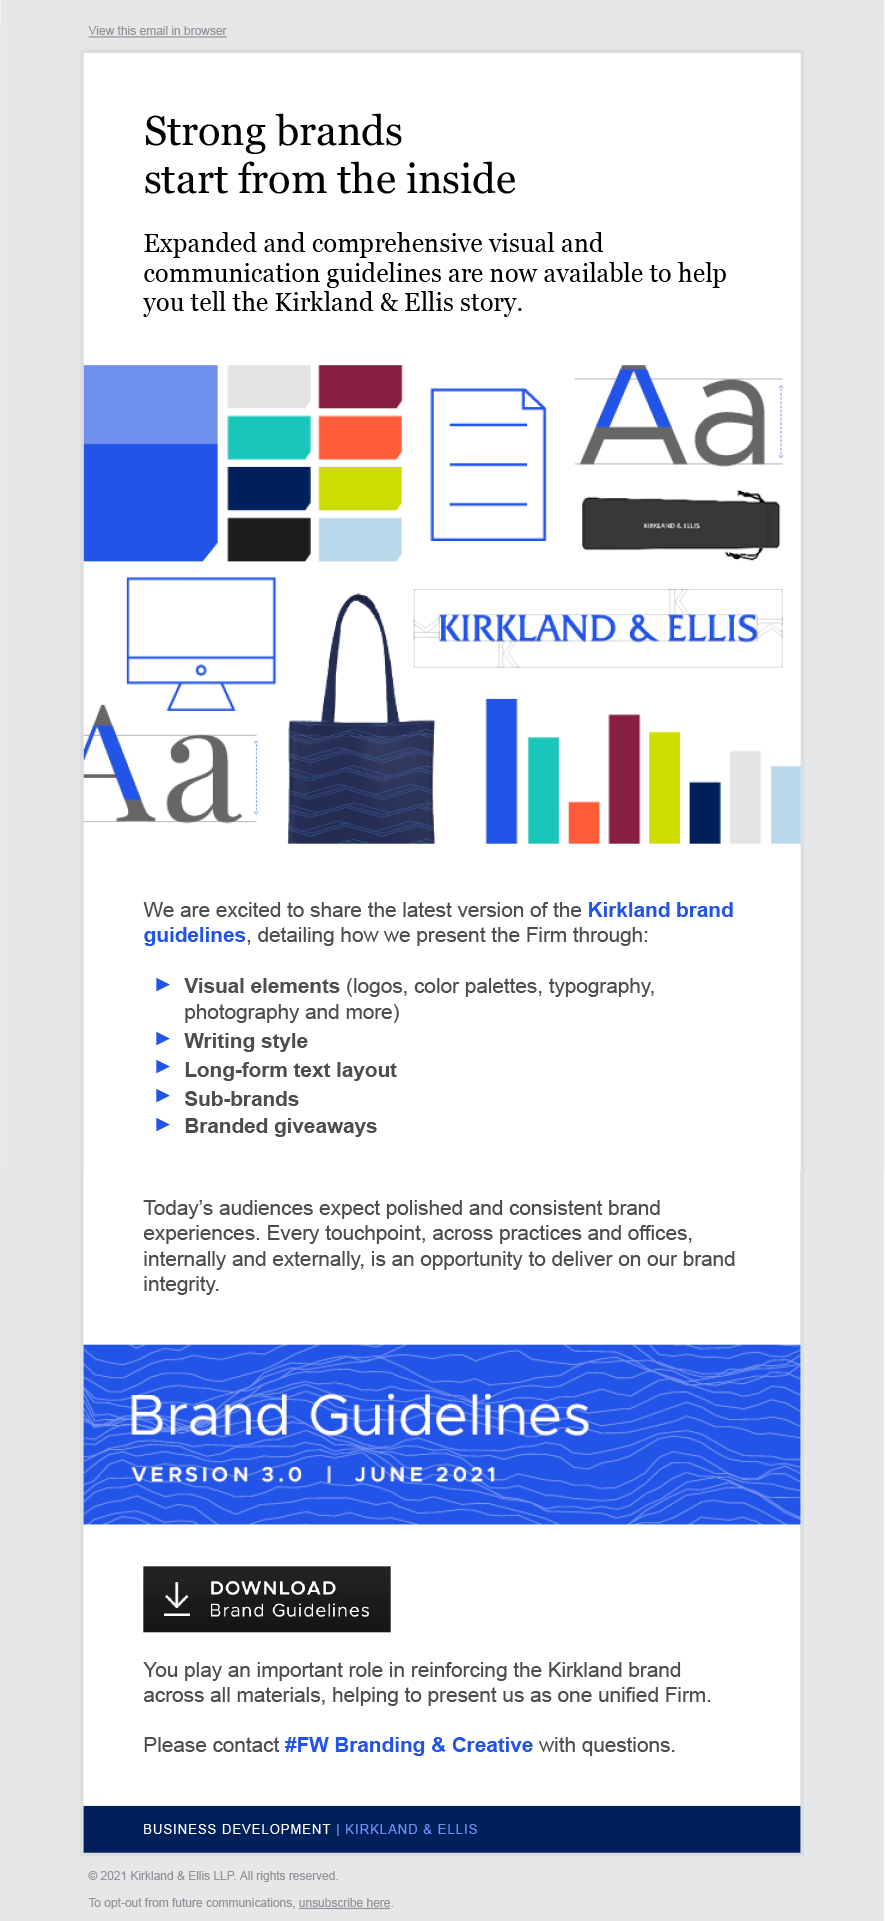 View this email in browser
Strong brands
start from the inside
Expanded and comprehensive visual and
communication guidelines are now available to help
you tell the Kirkland & Ellis story.
Aa
KIRKLAND & ELLIS
KIRKLAND & ELLIS
Aa
We are excited to share the latest version of the Kirkland brand
guidelines, detailing how we present the Firm through:
Visual elements (logos, color palettes, typography,
photography and more)
Writing style
Long-form text layout
Sub-brands
Branded giveaways
Today’s audiences expect polished and consistent brand
experiences. Every touchpoint, across practices and offices,
internally and externally, is an opportunity to deliver on our brand
integrity.
Brand Guidelines
VERSION 3.0 | JUNE 2021
DOWNLOAD
Brand Guidelines
You play an important role in reinforcing the Kirkland brand
across all materials, helping to present us as one unified Firm.
Please contact #FW Branding & Creative with questions.
BUSINESS DEVELOPMENT | KIRKLAND & ELLIS
© 2021 Kirkland & Ellis LLP. All rights reserved.
To opt-out from future communications, unsubscribe here.